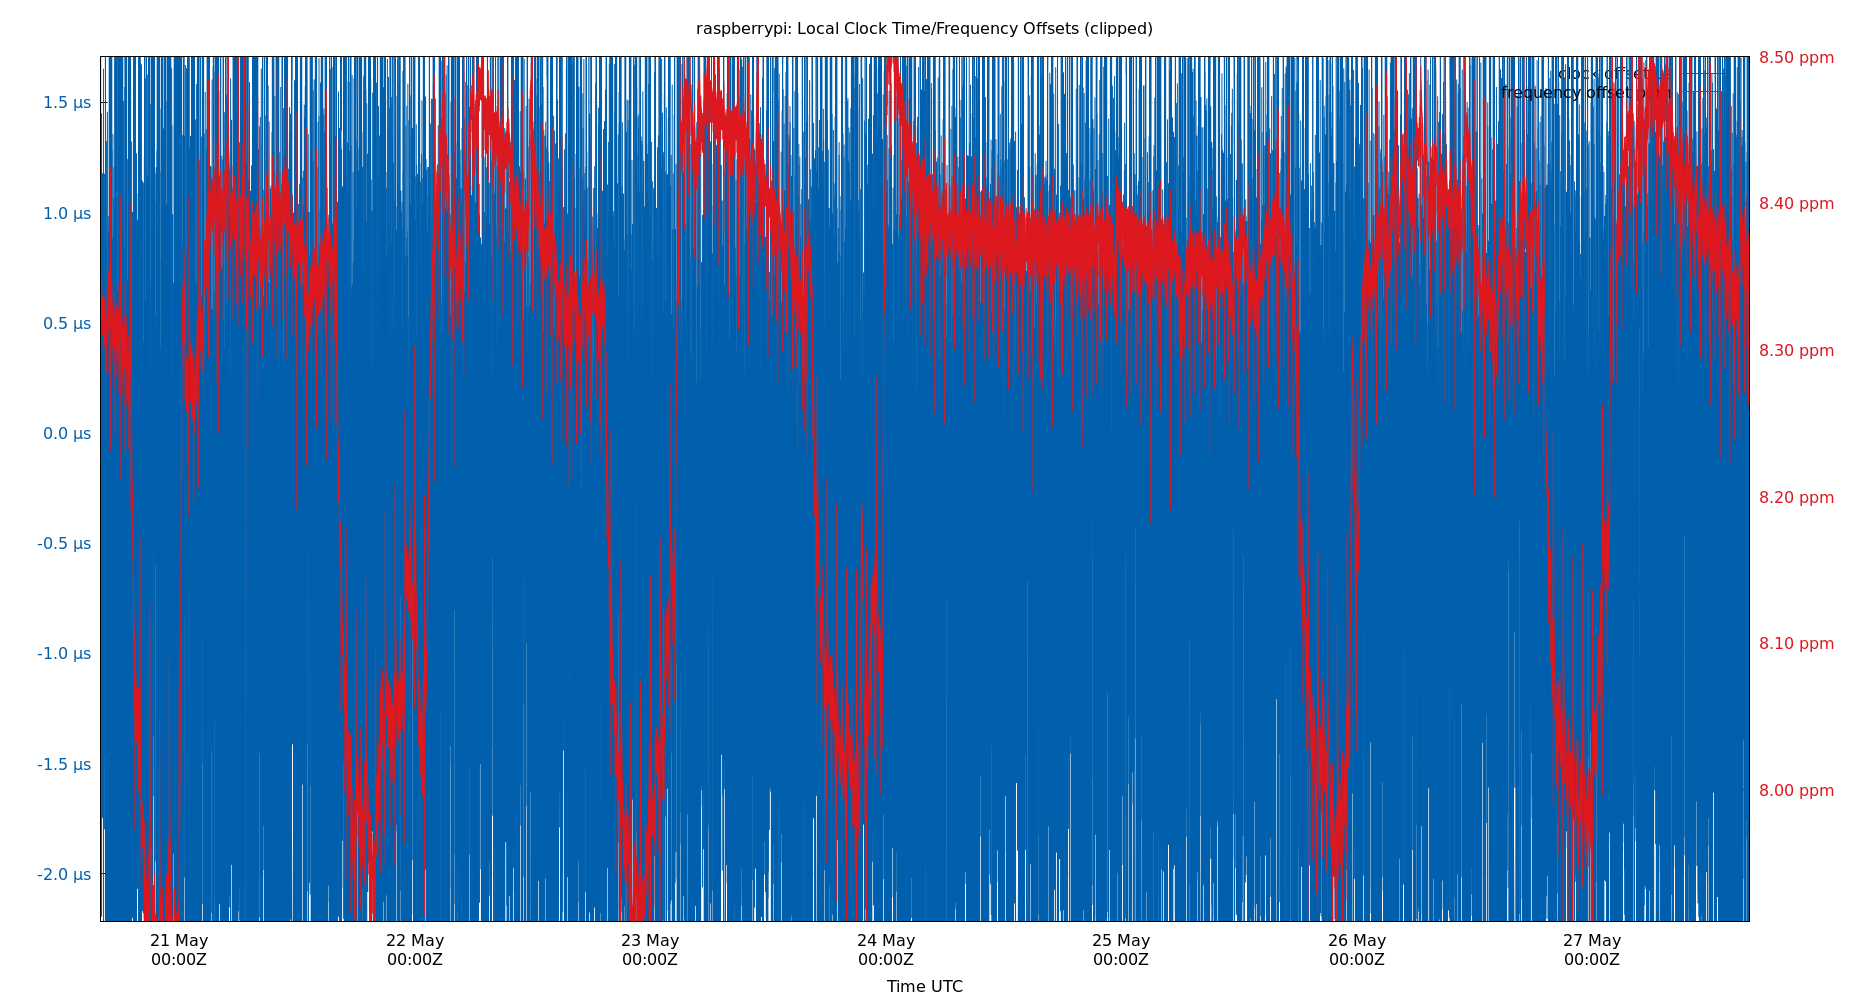 raspberrypi: Local Clock Time/Frequency Offsets (clipped)
8.50 ppm
clock offset
frequency offset
1.5 µs
1.0 µs
8.40 ppm
0.5 µs
8.30 ppm
0.0 µs
8.20 ppm
-0.5 µs
8.10 ppm
-1.0 µs
-1.5 µs
8.00 ppm
-2.0 µs
21 May 22 May 23 May 24 May 25 May 26 May 27 May
00:00Z 00:00Z 00:00Z 00:00Z 00:00Z 00:00Z 00:00Z
Time UTC